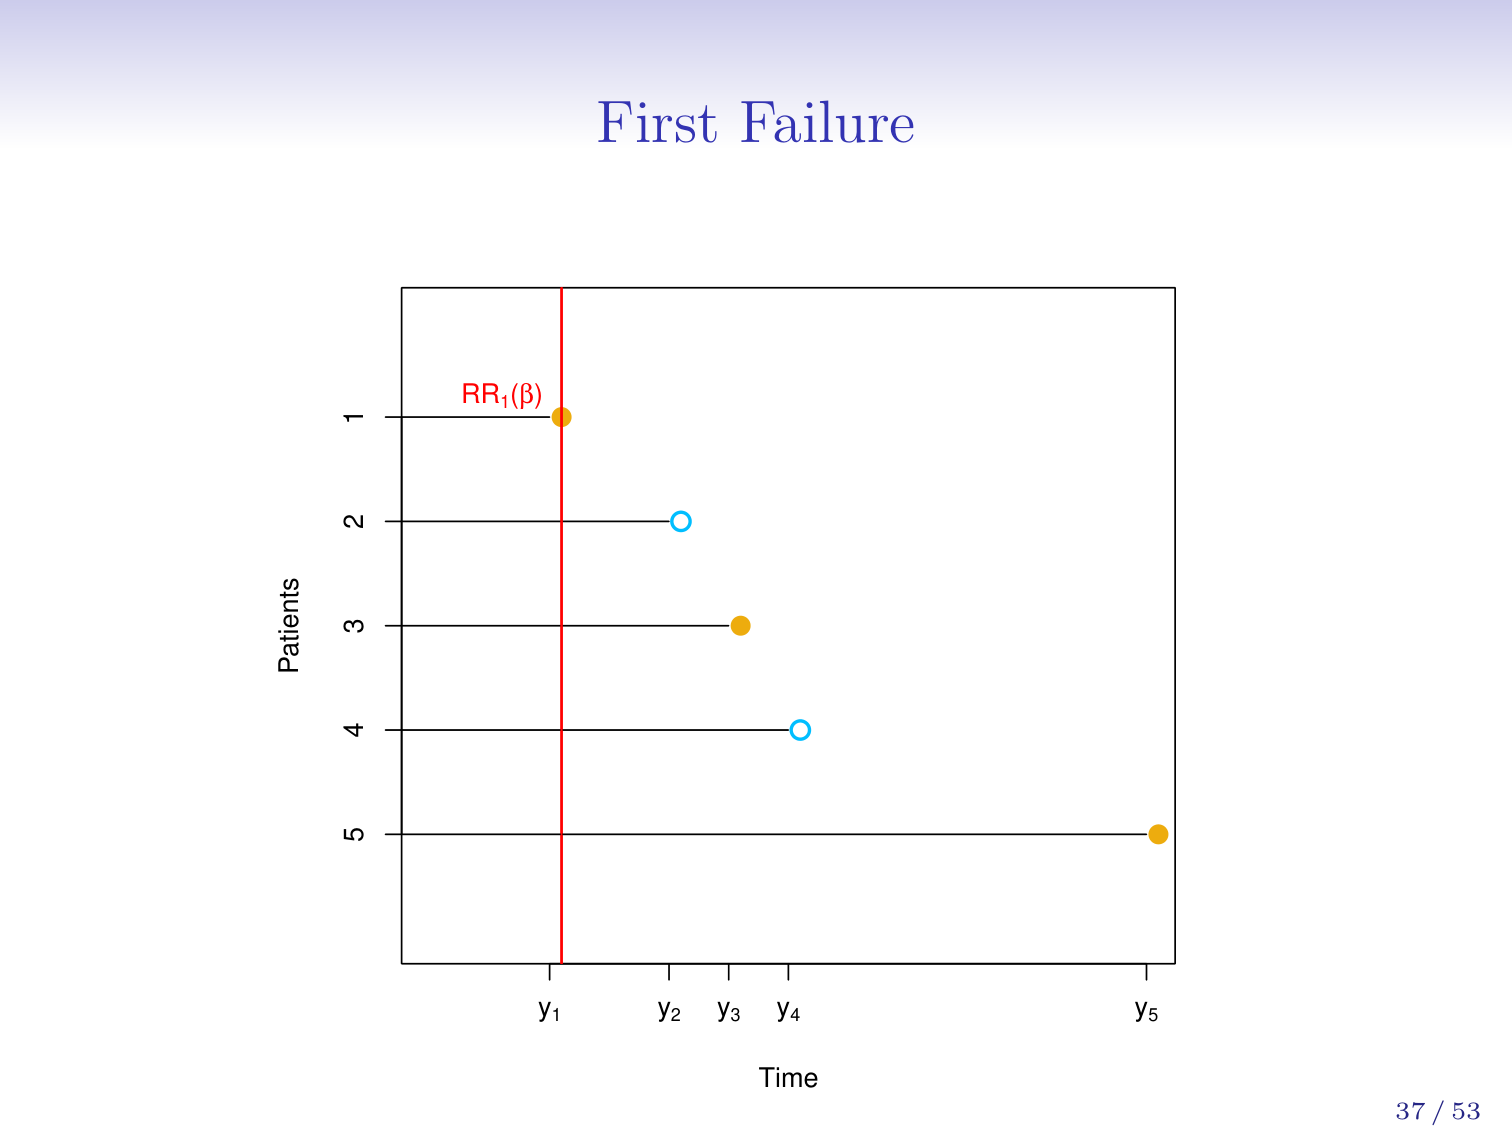 First Failure
RR₁(β)
1
2
3
4
5
Patients
y₁ y₂ y₃ y₄ y₅
Time
37 / 53